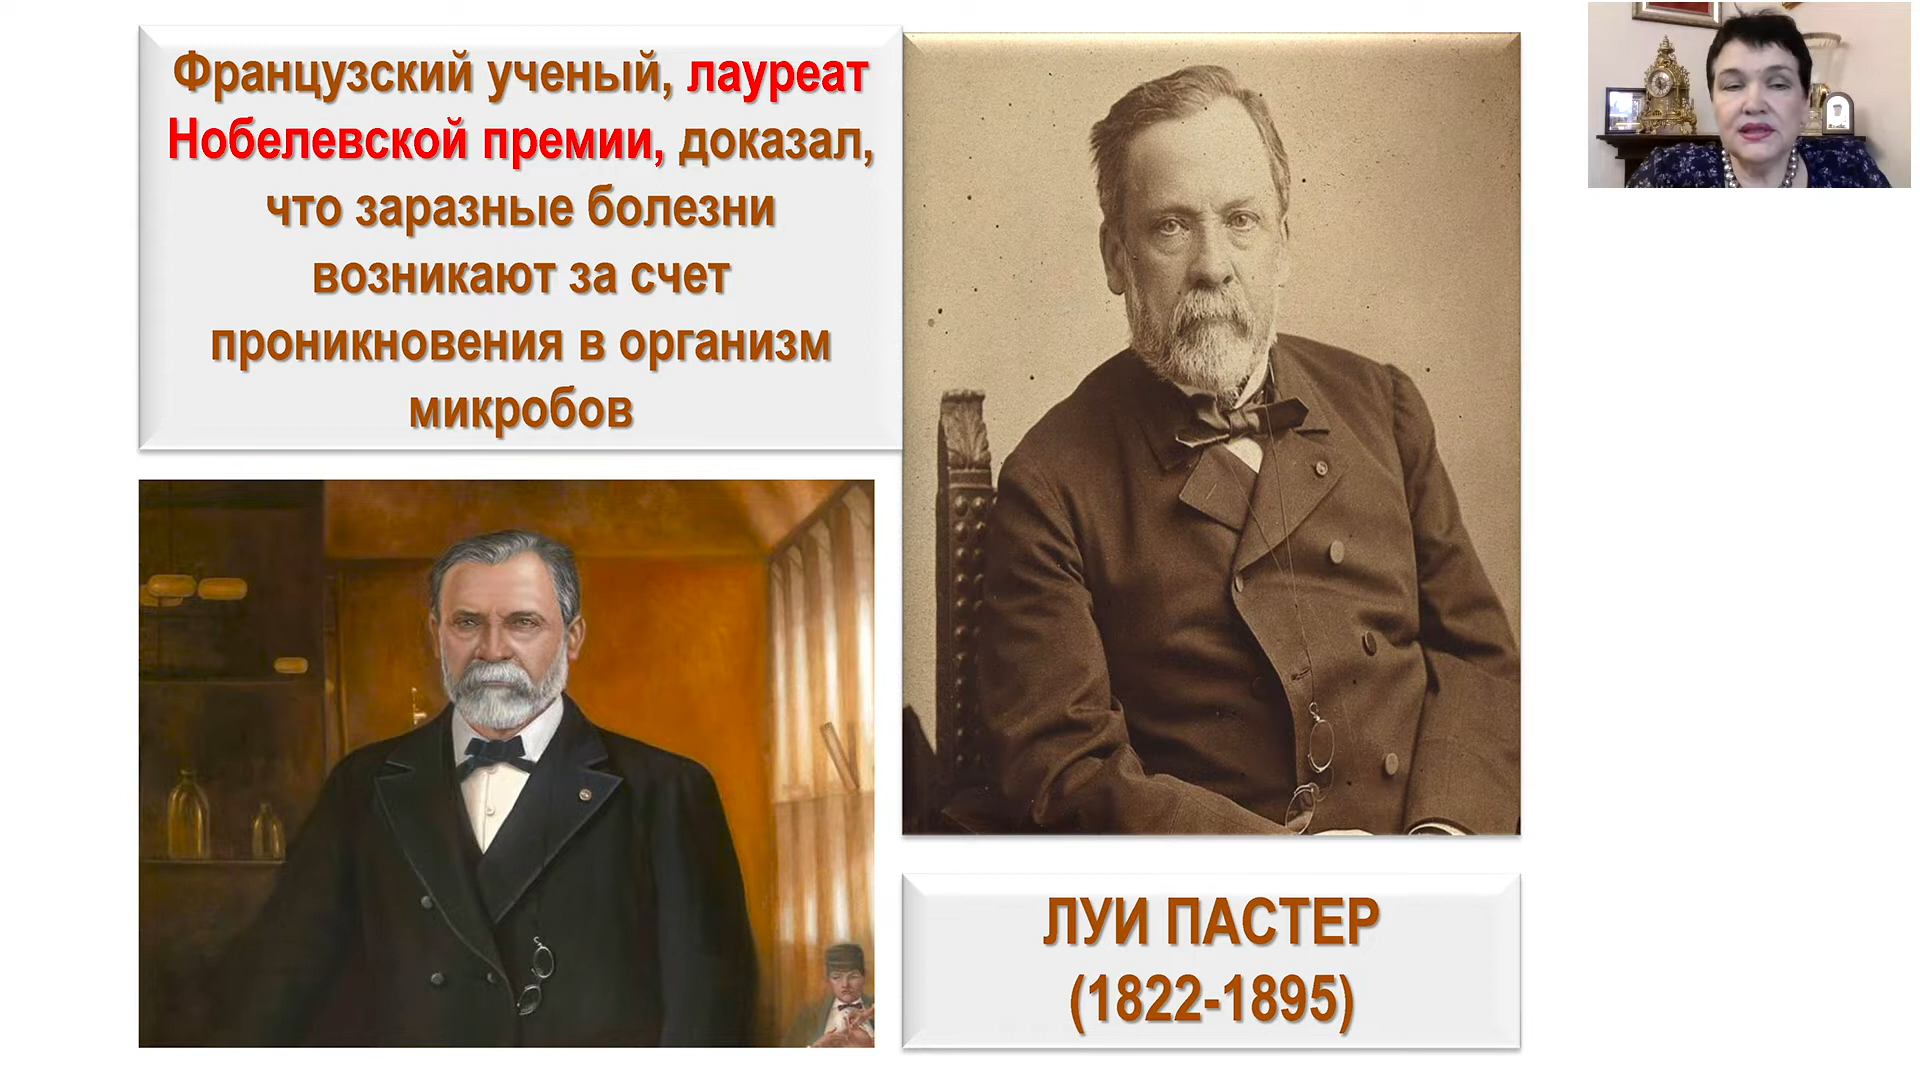 Французский ученый, лауреат
Нобелевской премии, доказал,
что заразные болезни
возникают за счет
проникновения в организм
микробов
ЛУИ ПАСТЕР
(1822-1895)